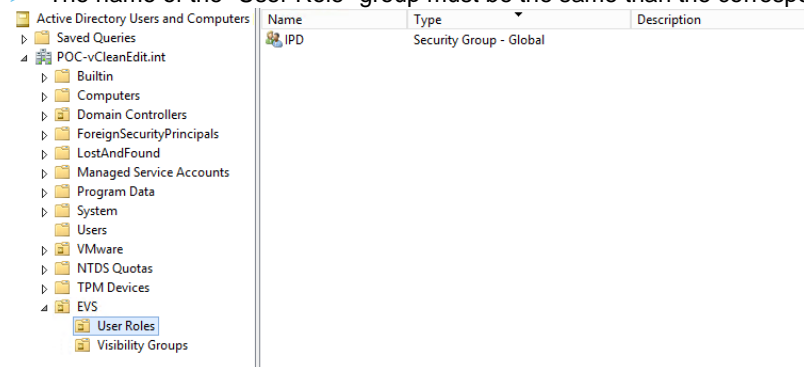 The name of the "User Role" group must be the same than the
Active Directory Users and Computers
Saved Queries
POC-vCleanEdit.int
Builtin
Computers
Domain Controllers
ForeignSecurityPrincipals
LostAndFound
Managed Service Accounts
Program Data
System
Users
VMware
NTDS Quotas
TPM Devices
EVS
User Roles
Visibility Groups
Name Type Description
IPD Security Group - Global